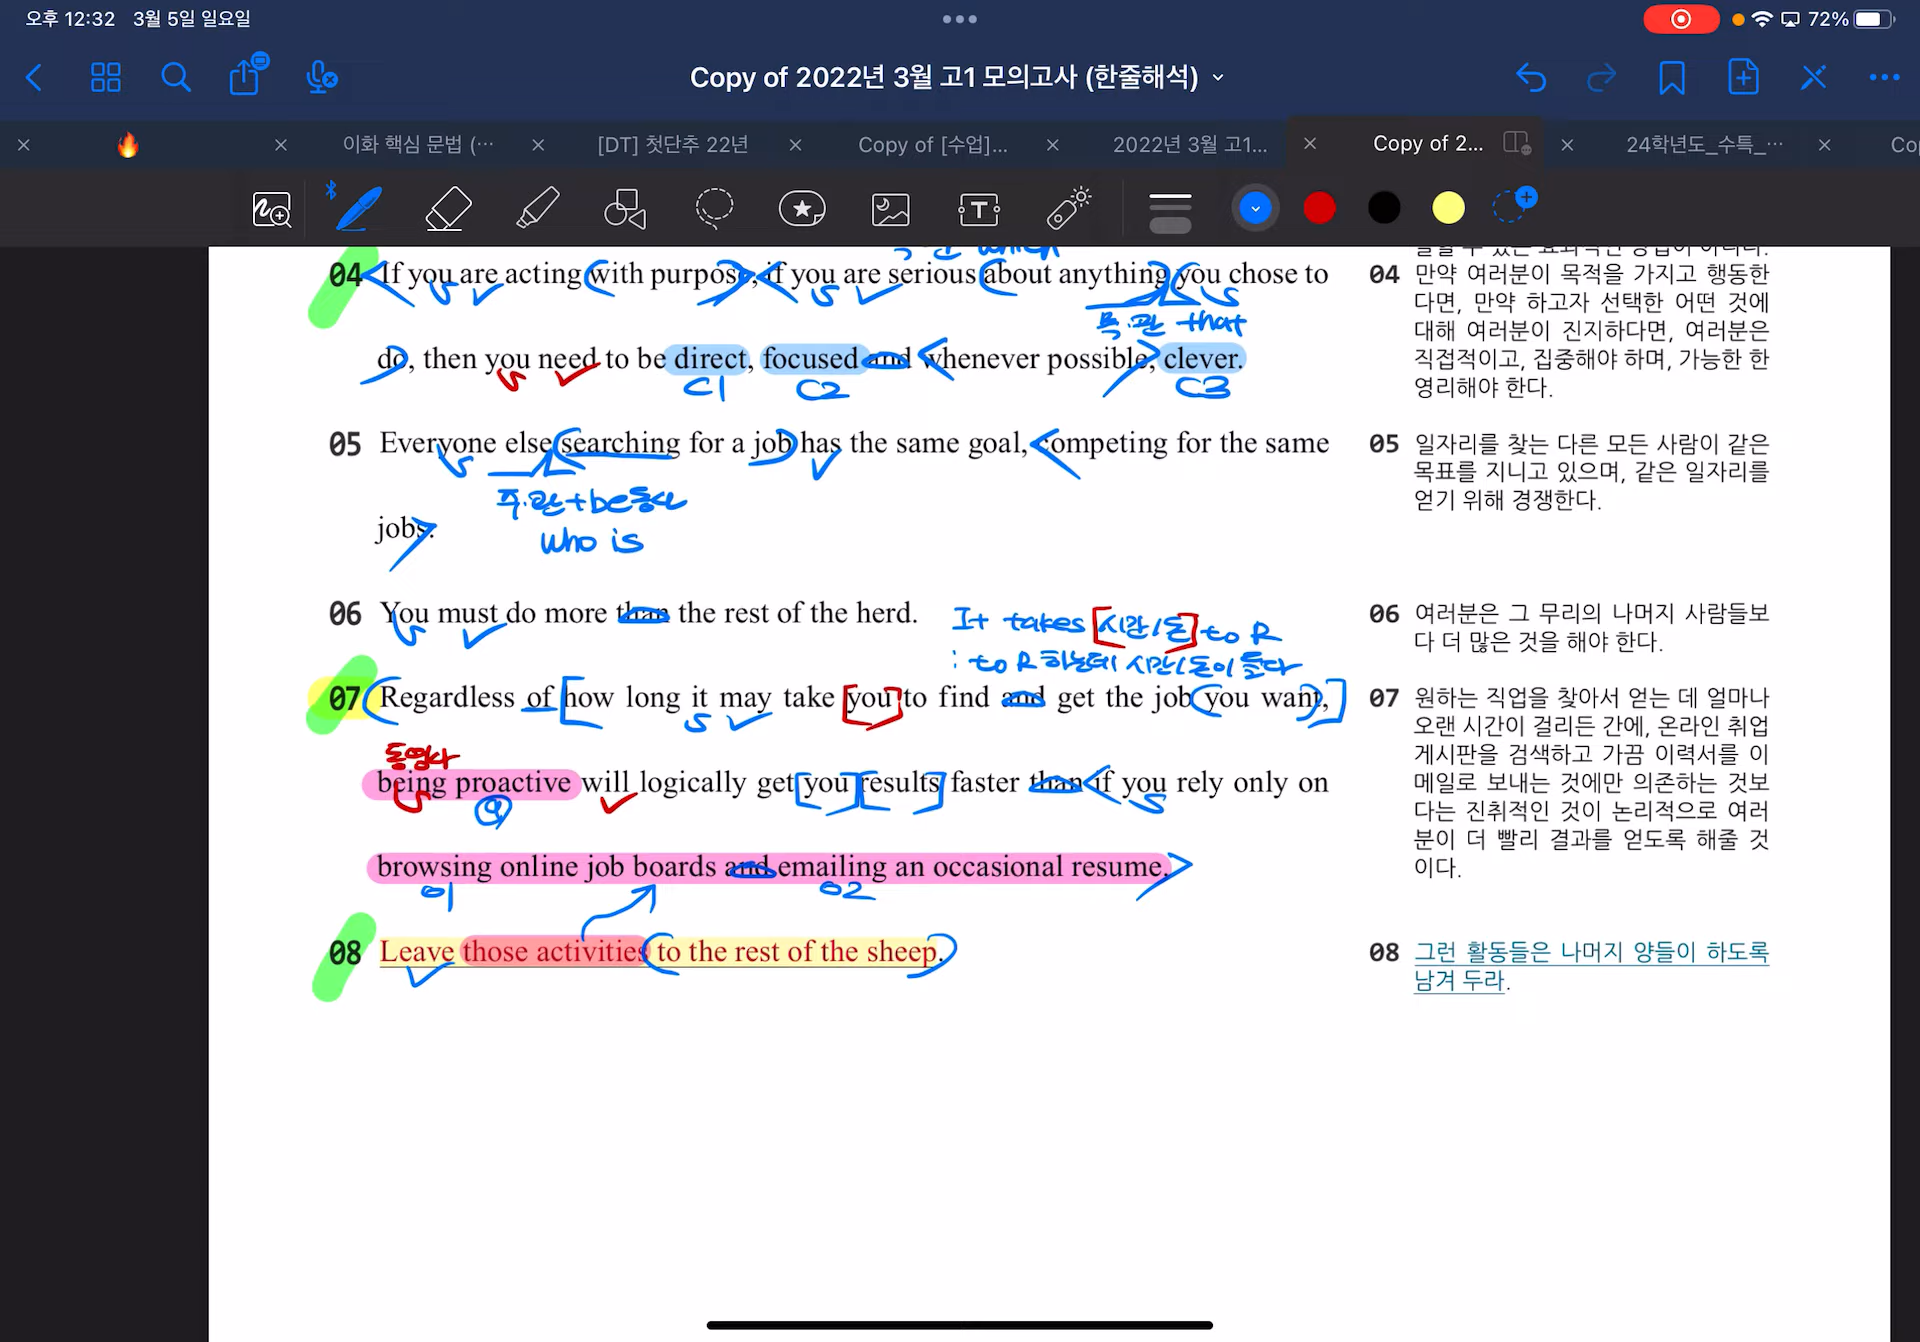 오후 12:32 3월 5일 일요일
72%
Copy of 2022년 3월 고1 모의고사 (한줄해석)
이화 핵심 문법 (...
[DT] 첫단추 22년
Copy of [수업]...
2022년 3월 고1...
Copy of 2...
24학년도_수특_...
Cop
which
04 If you are acting with purpose, if you are serious about anything you chose to
목·관 that
do, then you need to be direct, focused and whenever possible, clever.
S S S
S C1 C2 C3
05 Everyone else searching for a job has the same goal, competing for the same
S
주·관+be동사
jobs.
who is
06 You must do more than the rest of the herd.
S
It takes [시간/돈] to R
: to R 하는데 시간/돈이 들다
07 Regardless of how long it may take you to find and get the job you want,
S
동명사
being proactive will logically get you results faster than if you rely only on
S a S
browsing online job boards and emailing an occasional resume.
o1 o2
08 Leave those activities to the rest of the sheep.
04 만약 여러분이 목적을 가지고 행동한
다면, 만약 하고자 선택한 어떤 것에
대해 여러분이 진지하다면, 여러분은
직접적이고, 집중해야 하며, 가능한 한
영리해야 한다.
05 일자리를 찾는 다른 모든 사람이 같은
목표를 지니고 있으며, 같은 일자리를
얻기 위해 경쟁한다.
06 여러분은 그 무리의 나머지 사람들보
다 더 많은 것을 해야 한다.
07 원하는 직업을 찾아서 얻는 데 얼마나
오랜 시간이 걸리든 간에, 온라인 취업
게시판을 검색하고 가끔 이력서를 이
메일로 보내는 것에만 의존하는 것보
다는 진취적인 것이 논리적으로 여러
분이 더 빨리 결과를 얻도록 해줄 것
이다.
08 그런 활동들은 나머지 양들이 하도록
남겨 두라.